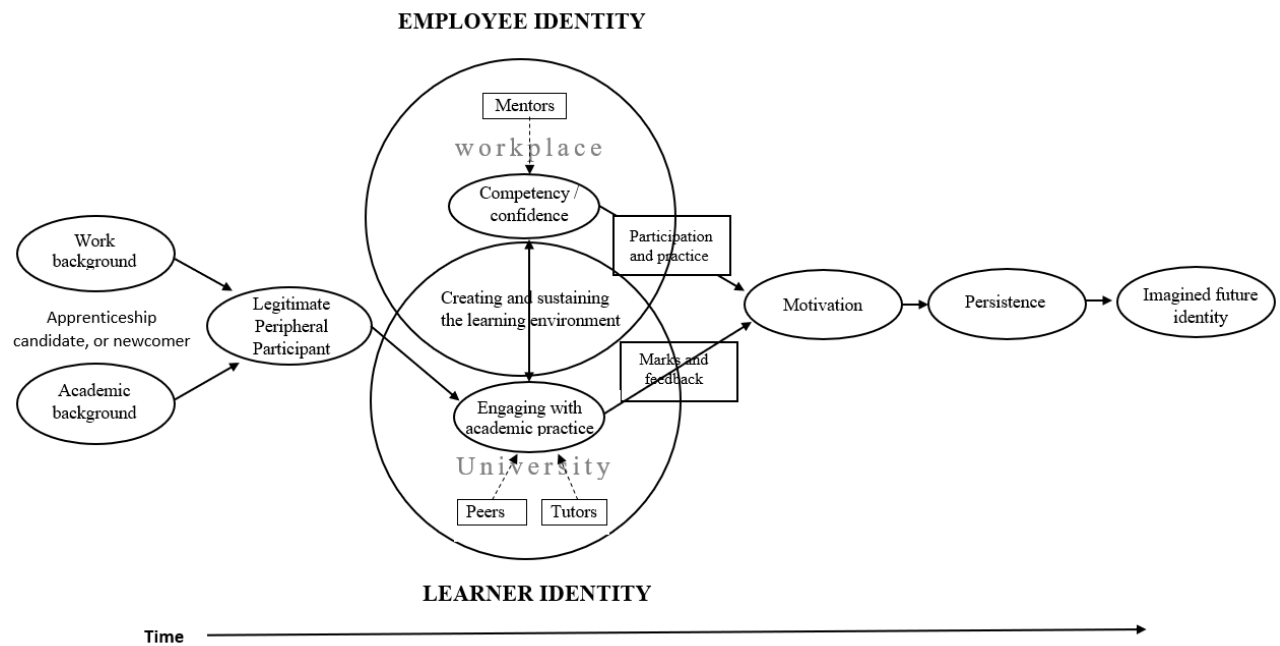 EMPLOYEE IDENTITY
Mentors
workplace
Competency /
confidence
Participation
and practice
Work
background
Apprenticeship
candidate, or newcomer
Academic
background
Legitimate
Peripheral
Participant
Creating and sustaining
the learning environment
Marks and
feedback
Engaging with
academic practice
University
Peers
Tutors
Motivation
Persistence
Imagined future
identity
LEARNER IDENTITY
Time